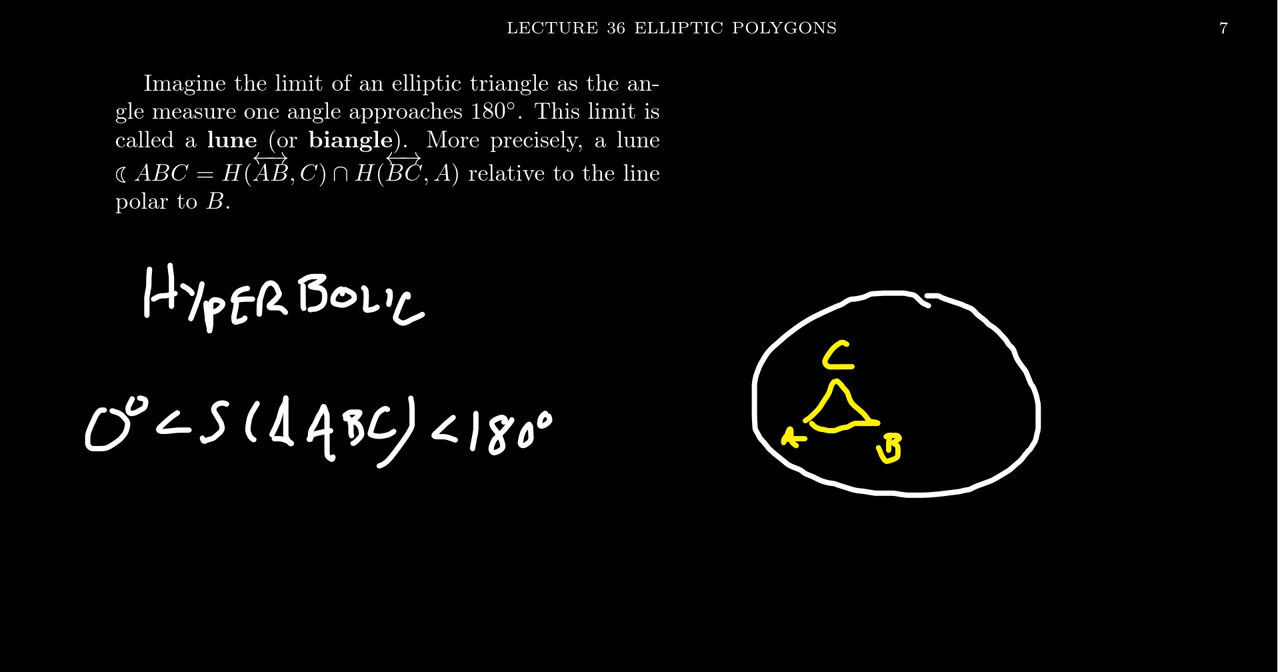 LECTURE 36 ELLIPTIC POLYGONS 7
Imagine the limit of an elliptic triangle as the an-
gle measure one angle approaches 180°. This limit is
called a lune (or biangle). More precisely, a lune
☾ ABC = H(\overleftrightarrow{AB}, C) ∩ H(\overleftrightarrow{BC}, A) relative to the line
polar to B.
HYPERBOLIC
0° < S(△ABC) < 180°
C
A
B